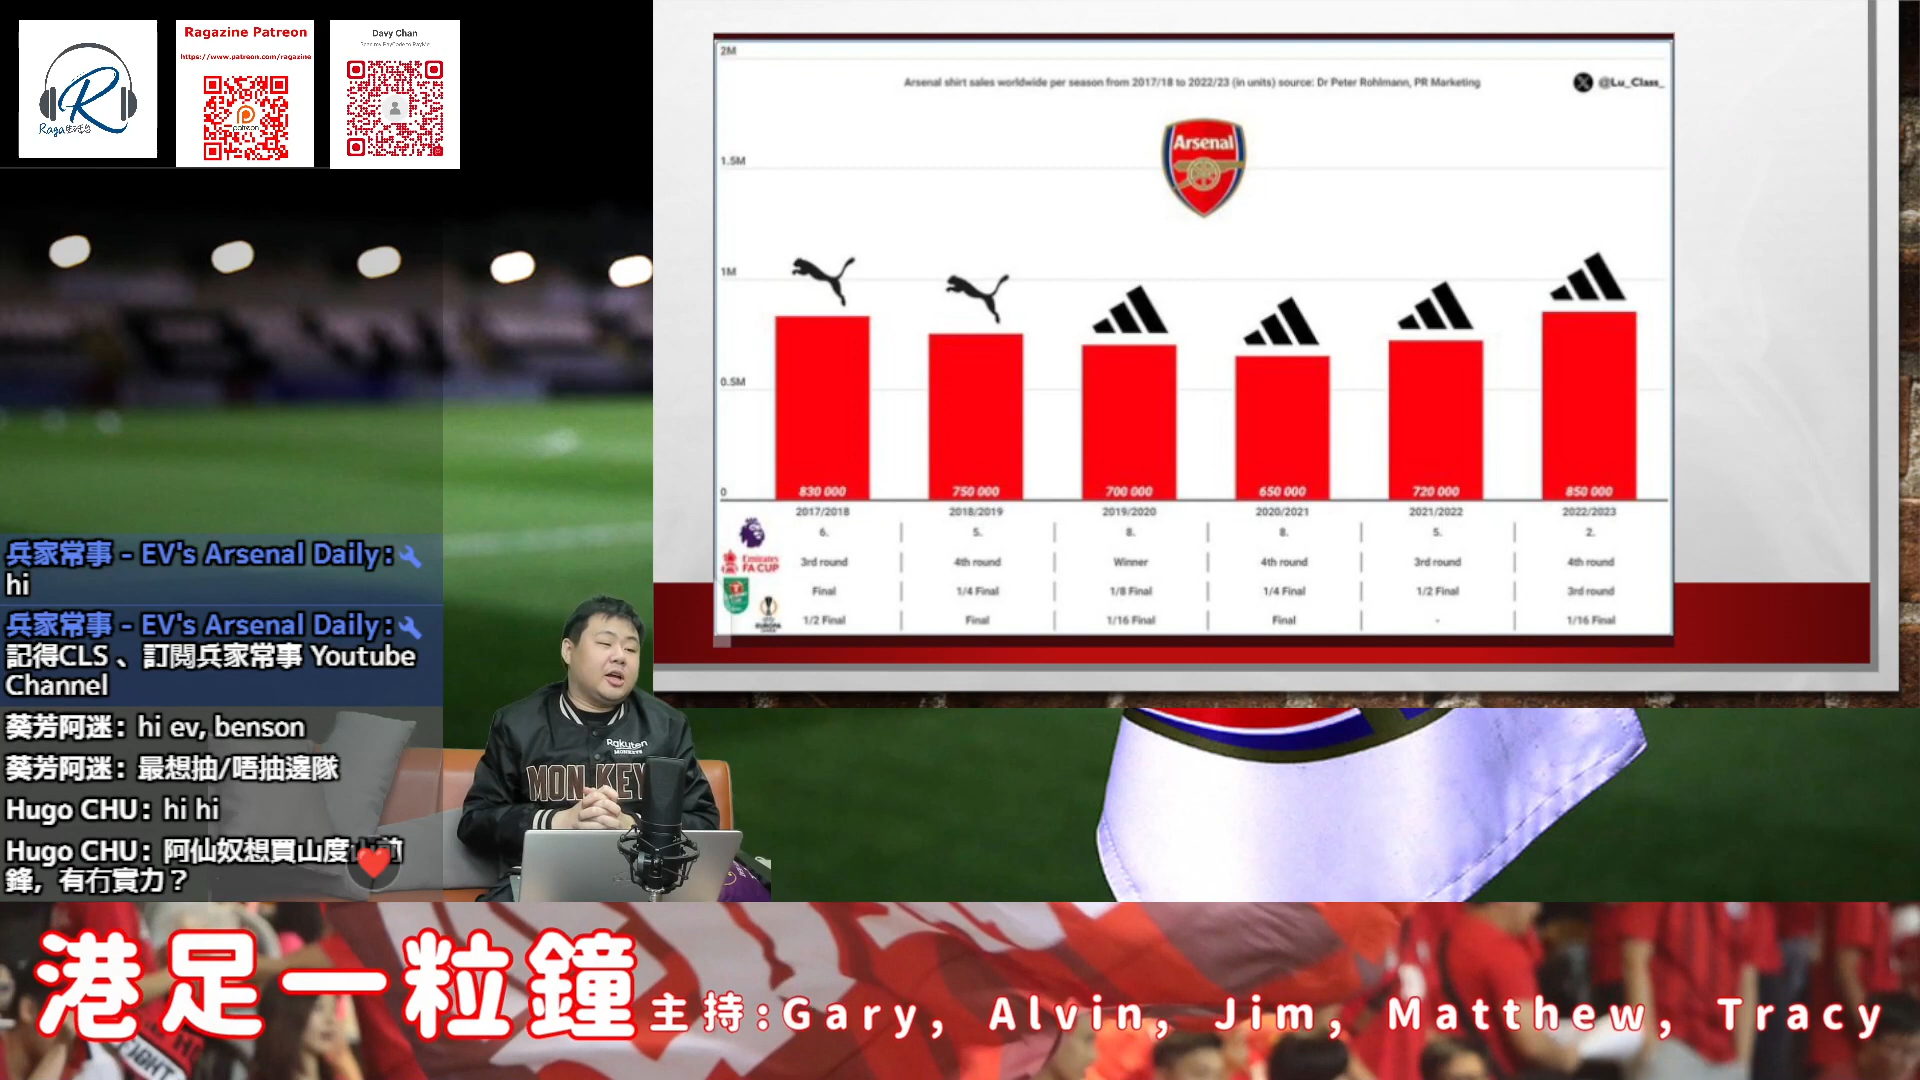 Ragazine Patreon
https://www.patreon.com/ragazine
patreon
Davy Chan
2M
Arsenal shirt sales worldwide per season from 2017/18 to 2022/23 (in units) source: Dr Peter Rohlmann, PR Marketing
@Lu_Class_
Arsenal
1.5M
1M
0.5M
0
830 000
750 000
700 000
650 000
720 000
850 000
2017/2018
2018/2019
2019/2020
2020/2021
2021/2022
2022/2023
6.
5.
8.
8.
5.
2.
Emirates
FA CUP
3rd round
4th round
Winner
4th round
3rd round
4th round
Final
1/4 Final
1/8 Final
1/4 Final
1/2 Final
3rd round
1/2 Final
Final
1/16 Final
Final
-
1/16 Final
兵家常事 - EV's Arsenal Daily:
hi
兵家常事 - EV's Arsenal Daily:
記得CLS 、訂閱兵家常事 Youtube
Channel
葵芳阿迷: hi ev, benson
葵芳阿迷: 最想抽/唔抽邊隊
Hugo CHU: hi hi
Hugo CHU: 阿仙奴想買山度
鋒，有冇實力？
Rakuten
MONKEYS
MONKEY
港足一粒鐘
主持:Gary, Alvin, Jim, Matthew, Tracy